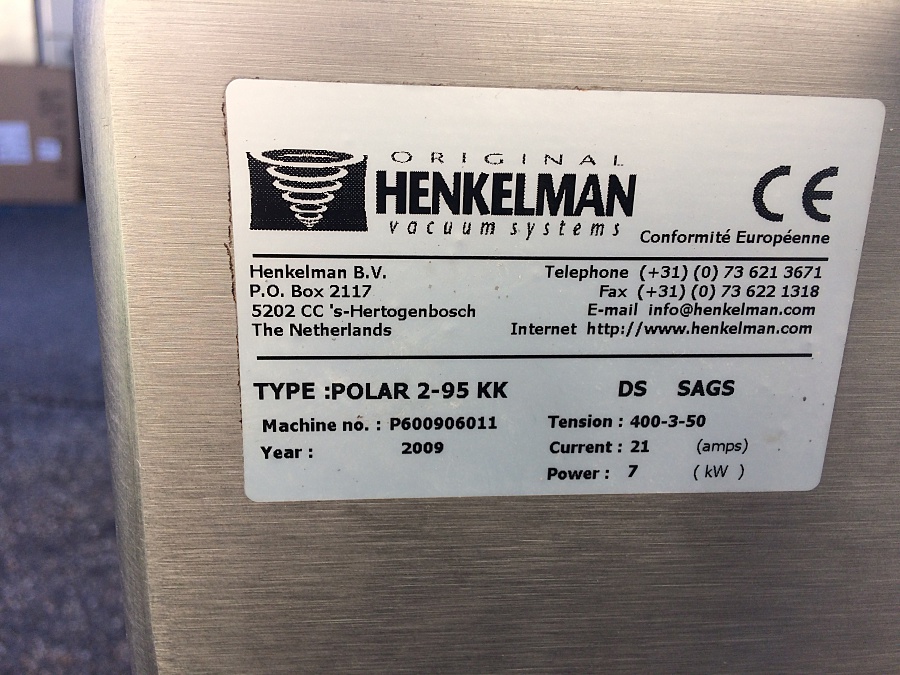 ORIGINAL
HENKELMAN
vacuum systems
CE
Conformité Européenne
Henkelman B.V.
P.O. Box 2117
5202 CC 's-Hertogenbosch
The Netherlands
Telephone (+31) (0) 73 621 3671
Fax (+31) (0) 73 622 1318
E-mail info@henkelman.com
Internet http://www.henkelman.com
TYPE :POLAR 2-95 KK DS SAGS
Machine no. : P600906011
Year : 2009
Tension : 400-3-50
Current : 21 (amps)
Power : 7 ( kW )